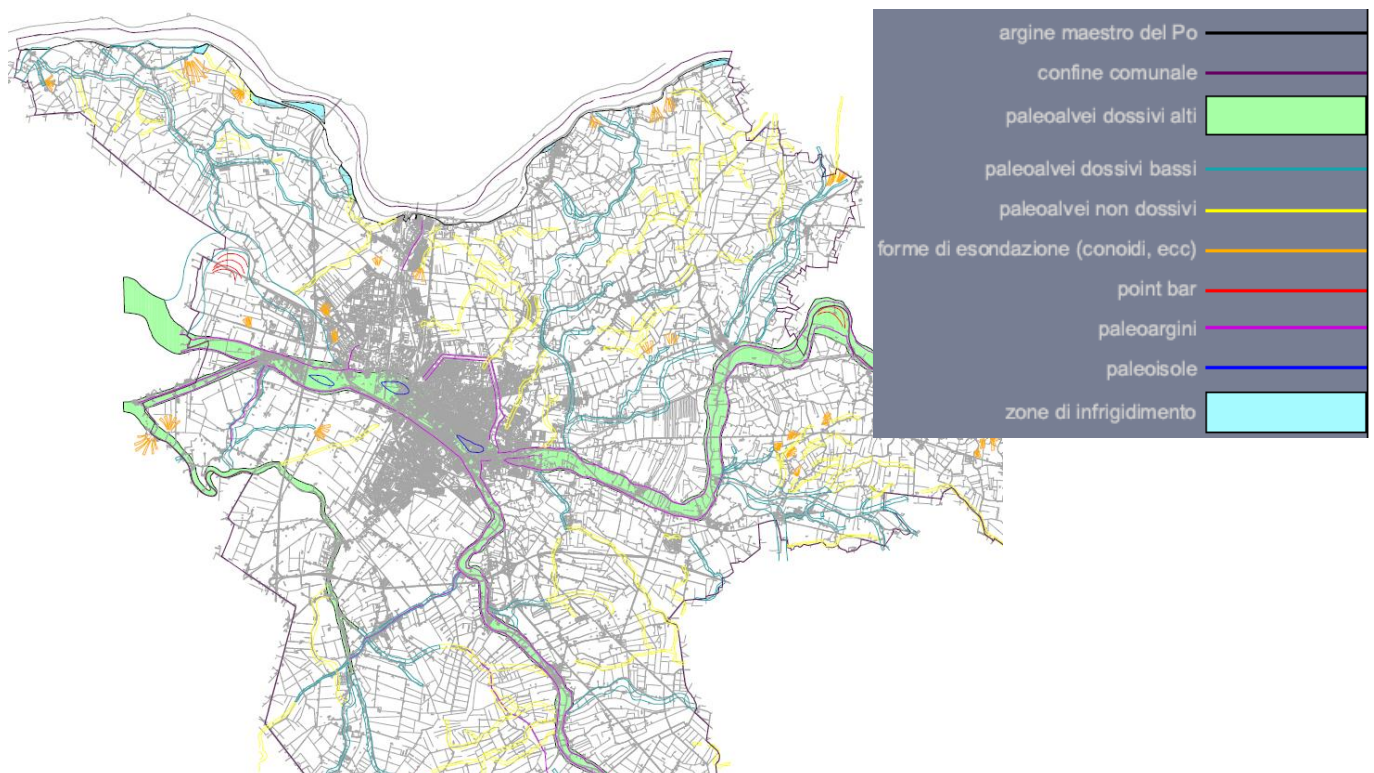 argine maestro del Po
confine comunale
paleoalvei dossivi alti
paleoalvei dossivi bassi
paleoalvei non dossivi
forme di esondazione (conoidi, ecc)
point bar
paleoargini
paleoisole
zone di infrigidimento